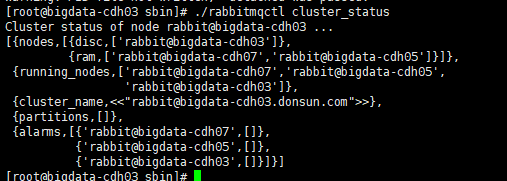 [root@bigdata-cdh03 sbin]# ./rabbitmqctl cluster_status
Cluster status of node rabbit@bigdata-cdh03 ...
[{nodes,[{disc,['rabbit@bigdata-cdh03']},
{ram,['rabbit@bigdata-cdh07','rabbit@bigdata-cdh05']}]},
{running_nodes,['rabbit@bigdata-cdh07','rabbit@bigdata-cdh05',
'rabbit@bigdata-cdh03']},
{cluster_name,<<"rabbit@bigdata-cdh03.donsun.com">>},
{partitions,[]},
{alarms,[{'rabbit@bigdata-cdh07',[]},
{'rabbit@bigdata-cdh05',[]},
{'rabbit@bigdata-cdh03',[]}]}]
[root@bigdata-cdh03 sbin]#